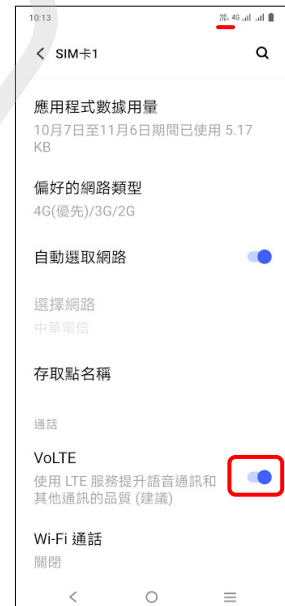 10:13
4G
SIM卡1
應用程式數據用量
10月7日至11月6日期間已使用 5.17
KB
偏好的網路類型
4G(優先)/3G/2G
自動選取網路
選擇網路
中華電信
存取點名稱
通話
VoLTE
使用 LTE 服務提升語音通訊和
其他通訊的品質 (建議)
Wi-Fi 通話
關閉